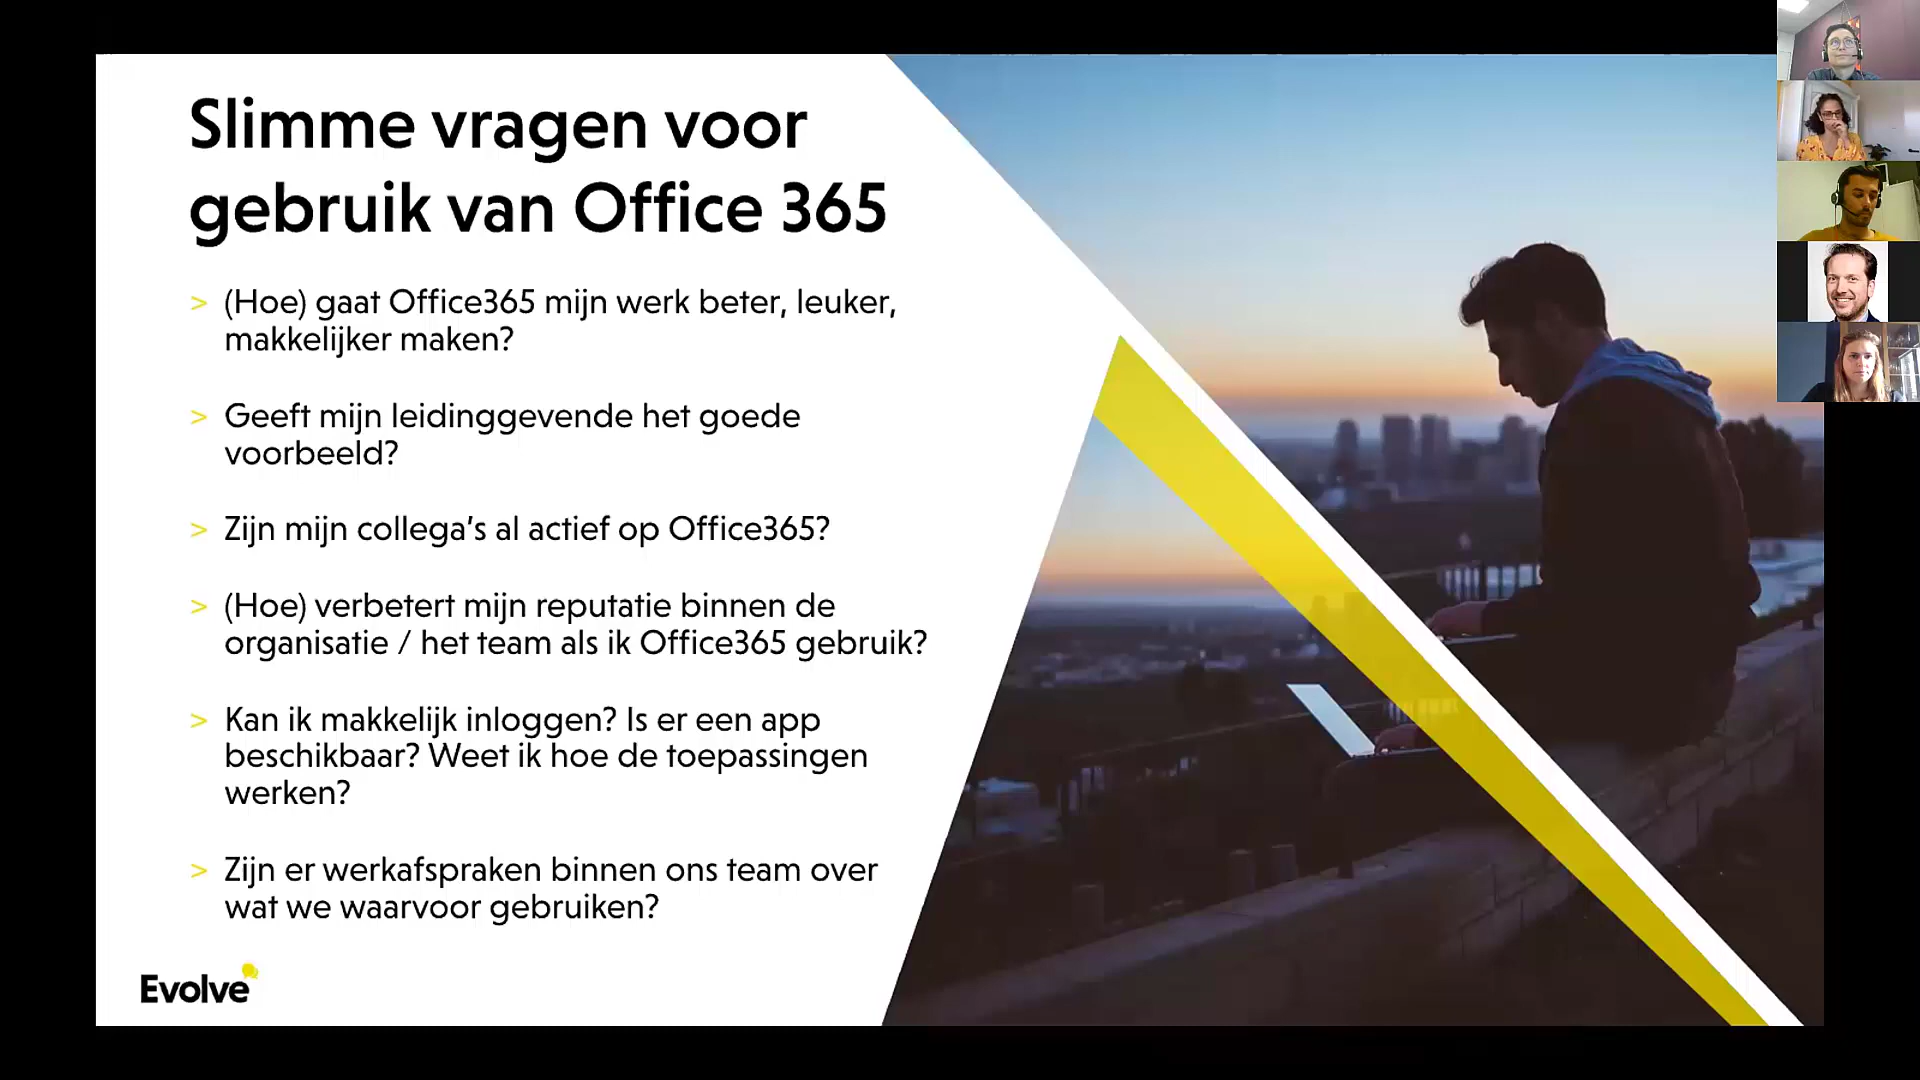 Slimme vragen voor
gebruik van Office 365
> (Hoe) gaat Office365 mijn werk beter, leuker,
makkelijker maken?
> Geeft mijn leidinggevende het goede
voorbeeld?
> Zijn mijn collega's al actief op Office365?
> (Hoe) verbetert mijn reputatie binnen de
organisatie / het team als ik Office365 gebruik?
> Kan ik makkelijk inloggen? Is er een app
beschikbaar? Weet ik hoe de toepassingen
werken?
> Zijn er werkafspraken binnen ons team over
wat we waarvoor gebruiken?
Evolve